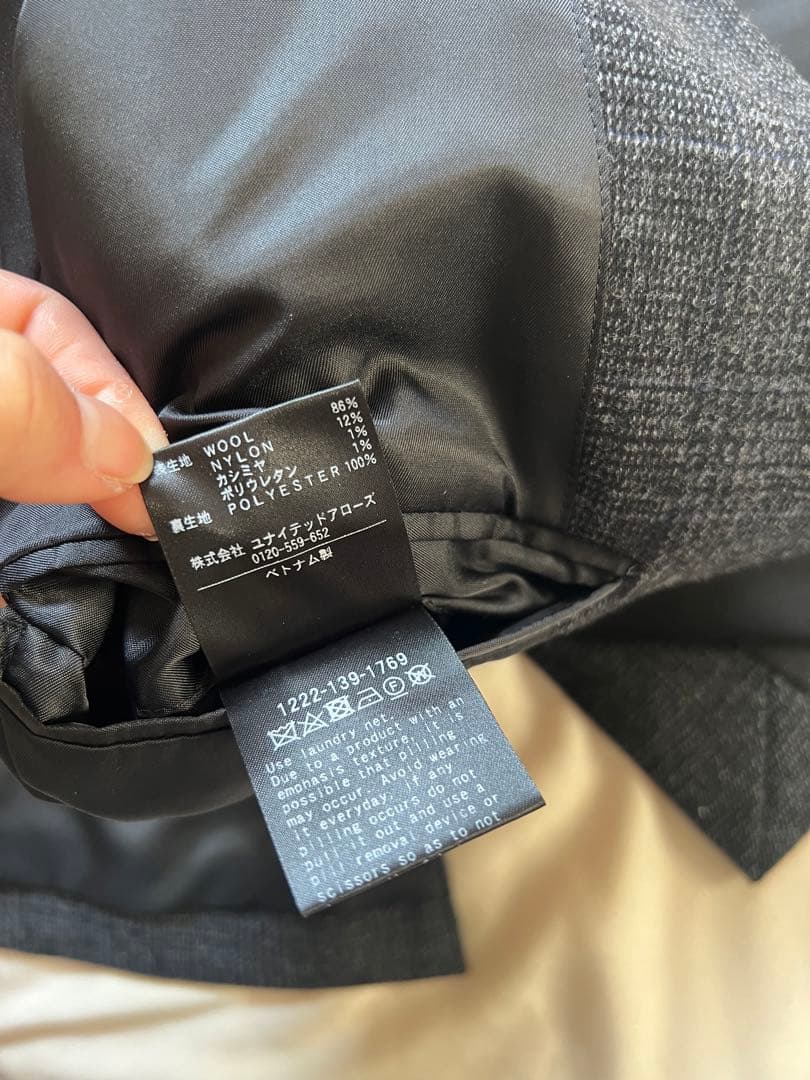 表生地 WOOL 86%
NYLON 12%
カシミヤ 1%
ポリウレタン 1%
裏生地 POLYESTER 100%
株式会社 ユナイテッドアローズ
0120-559-652
ベトナム製
1222-139-1769
Use laundry net.
Due to a product with an
emphasis texture, it is
possible that pilling
may occur. Avoid wearing
it everyday, if any
pilling occurs do not
pull it out and use a
pill removal device or
scissors so as to not